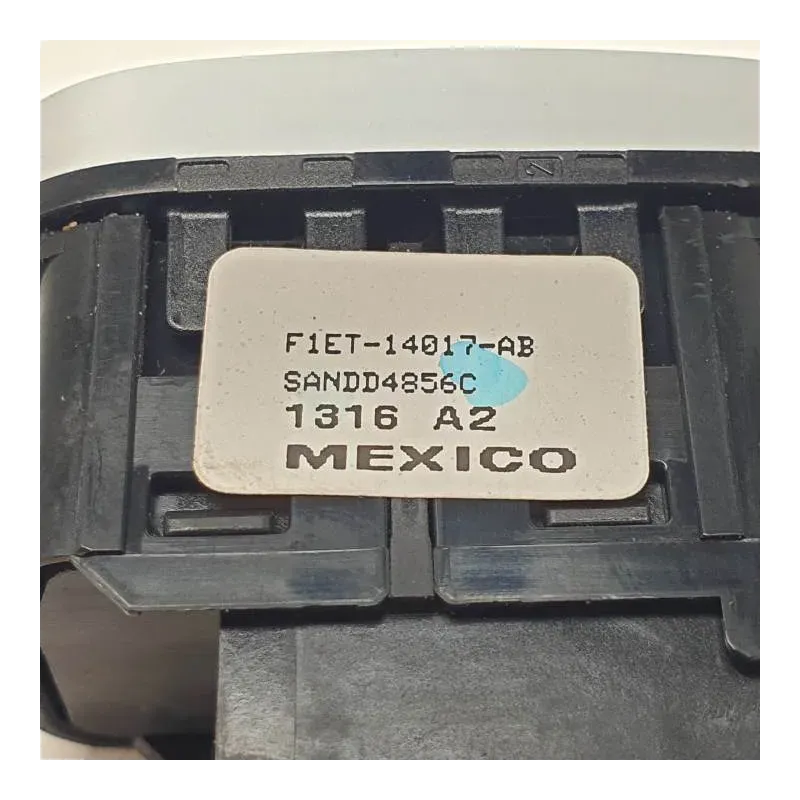 F1ET-14017-AB
SANDD4856C
1316 A2
MEXICO